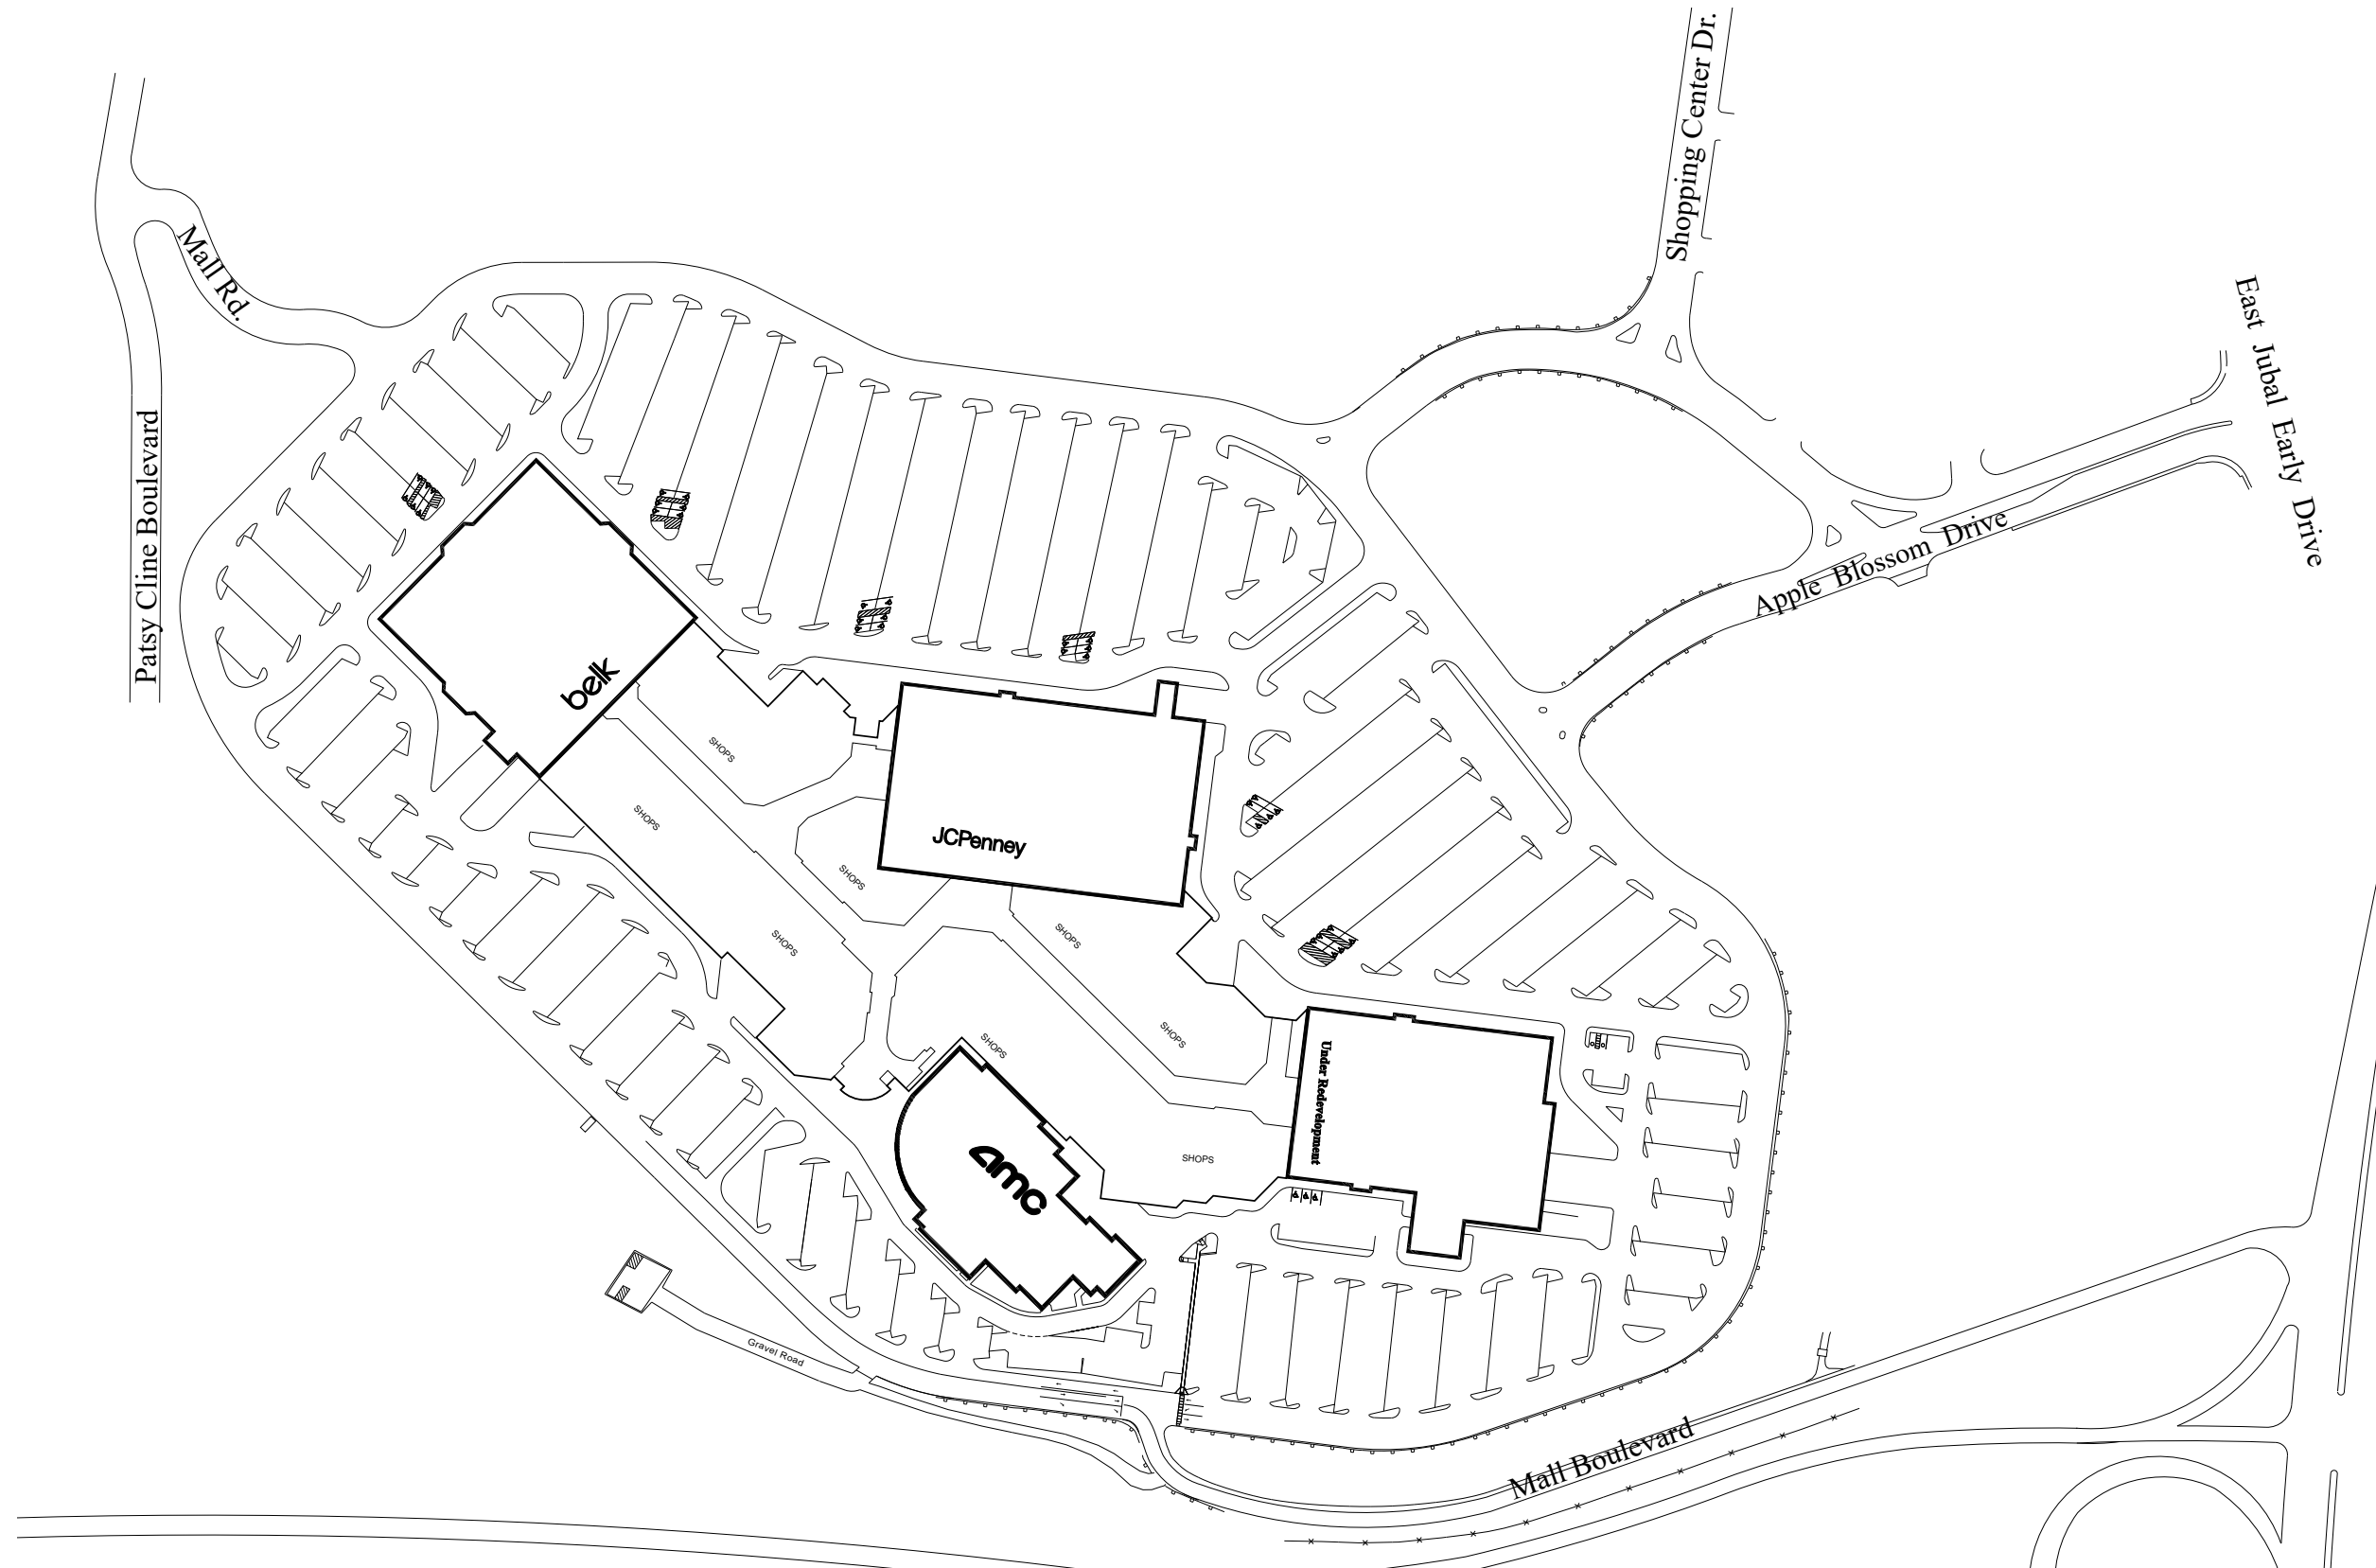 Shopping Center Dr.
Mall Rd.
East Jubal Early Drive
Patsy Cline Boulevard
Apple Blossom Drive
belk
SHOPS
SHOPS
JCPenney
SHOPS
SHOPS
SHOPS
SHOPS
SHOPS
Under Redevelopment
SHOPS
amc
Gravel Road
Mall Boulevard